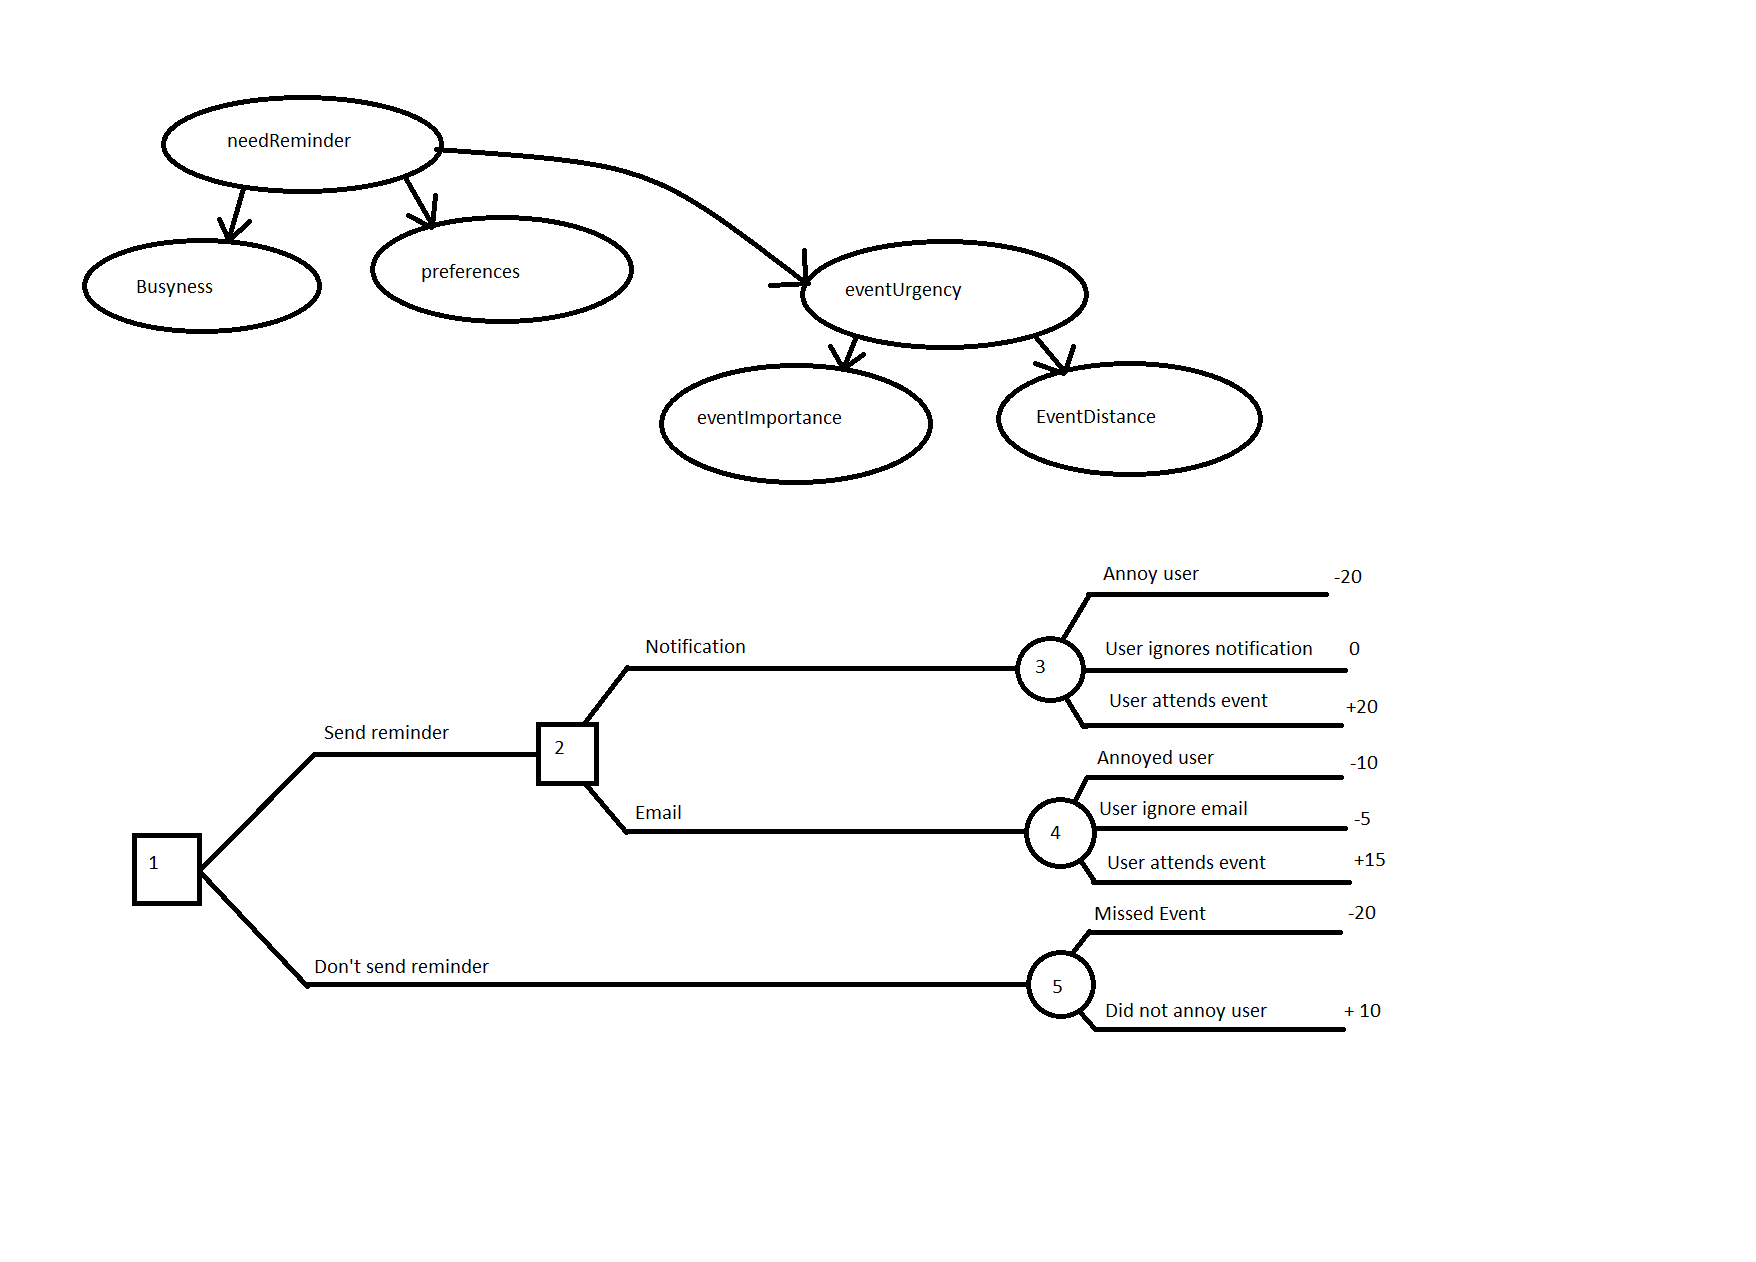 needReminder
Busyness
preferences
eventUrgency
eventImportance
EventDistance
Annoy user
-20
User ignores notification
0
Notification
3
User attends event
+20
Send reminder
2
Annoyed user
-10
User ignore email
-5
Email
4
User attends event
+15
1
Missed Event
-20
Don't send reminder
5
Did not annoy user
+ 10